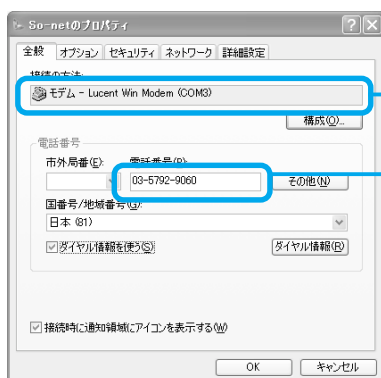 So-netのプロパティ
全般 オプション セキュリティ ネットワーク 詳細設定
接続の方法:
モデム - Lucent Win Modem (COM3)
構成(O)...
電話番号
市外局番(E): 電話番号(P):
03-5792-9060 その他(N)
国番号/地域番号(G):
日本 (81)
ダイヤル情報を使う(S) ダイヤル情報(R)
接続時に通知領域にアイコンを表示する(W)
OK キャンセル